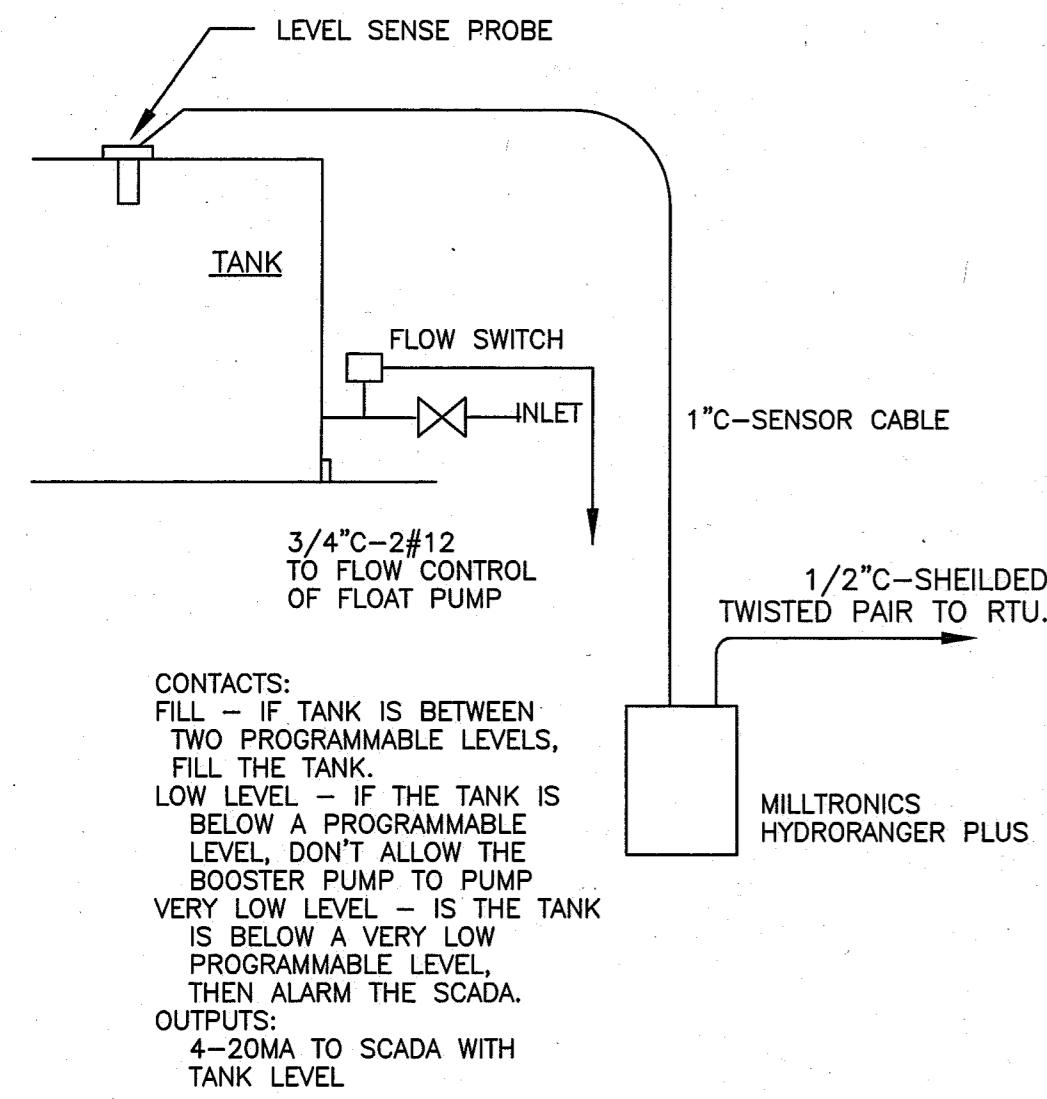 LEVEL SENSE PROBE
TANK
FLOW SWITCH
INLET
1"C-SENSOR CABLE
3/4"C-2#12
TO FLOW CONTROL
OF FLOAT PUMP
1/2"C-SHEILDED
TWISTED PAIR TO RTU.
CONTACTS:
FILL - IF TANK IS BETWEEN
TWO PROGRAMMABLE LEVELS,
FILL THE TANK.
LOW LEVEL - IF THE TANK IS
BELOW A PROGRAMMABLE
LEVEL, DON'T ALLOW THE
BOOSTER PUMP TO PUMP
VERY LOW LEVEL - IS THE TANK
IS BELOW A VERY LOW
PROGRAMMABLE LEVEL,
THEN ALARM THE SCADA.
OUTPUTS:
4-20MA TO SCADA WITH
TANK LEVEL
MILLTRONICS
HYDRORANGER PLUS